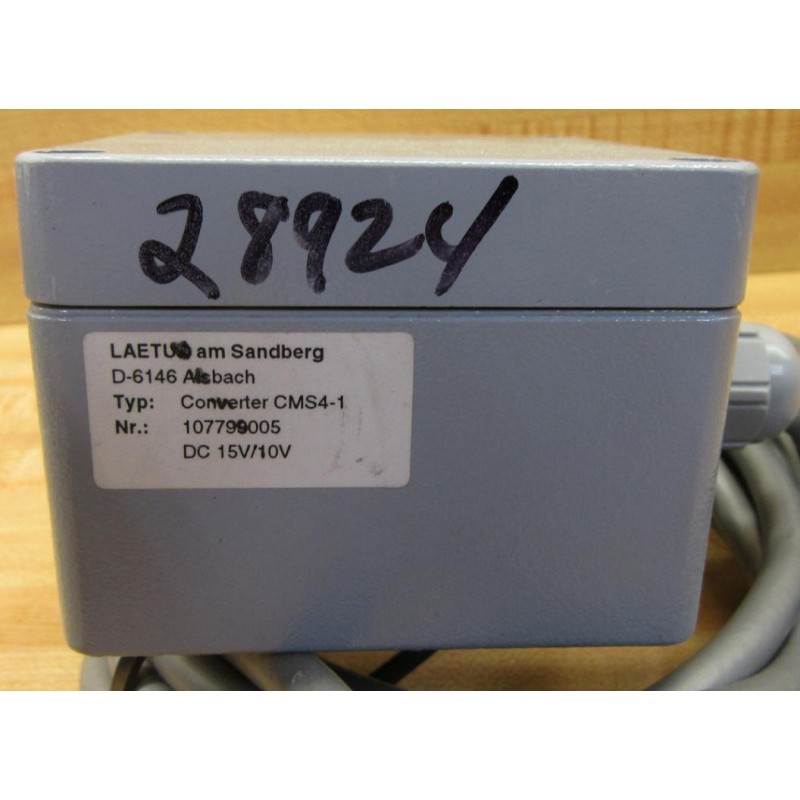 28924
LAETUS am Sandberg
D-6146 Alsbach
Typ: Converter CMS4-1
Nr.: 107799005
DC 15V/10V